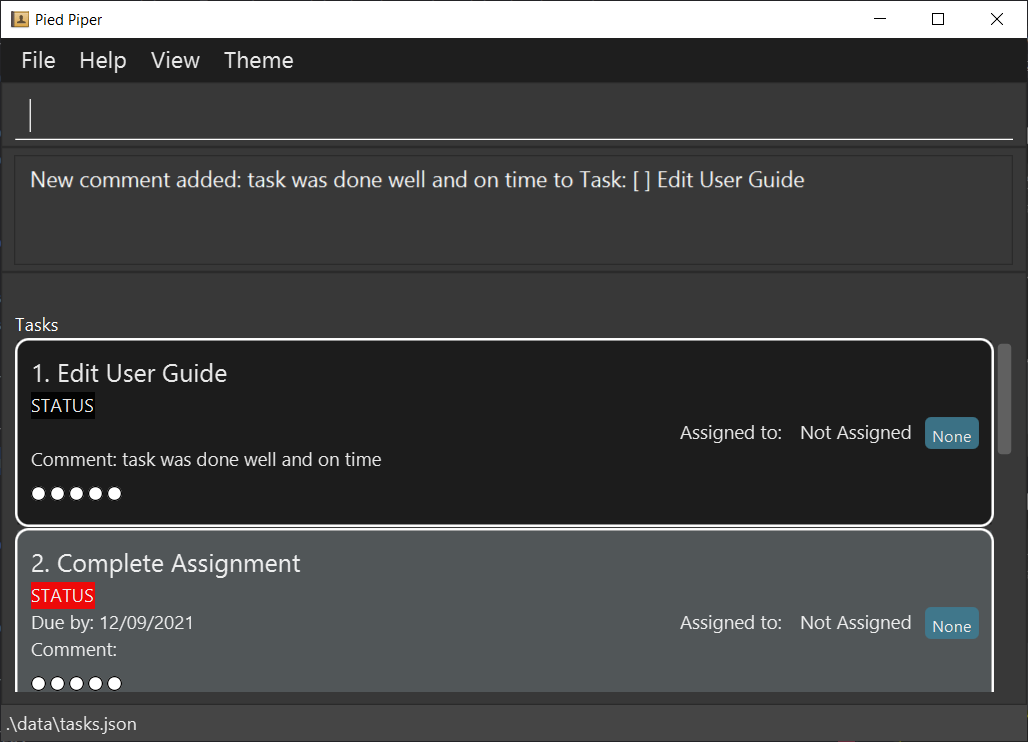 Pied Piper
File Help View Theme
New comment added: task was done well and on time to Task: [ ] Edit User Guide
Tasks
1. Edit User Guide
STATUS
Assigned to: Not Assigned None
Comment: task was done well and on time
2. Complete Assignment
STATUS
Due by: 12/09/2021 Assigned to: Not Assigned None
Comment:
.\data\tasks.json